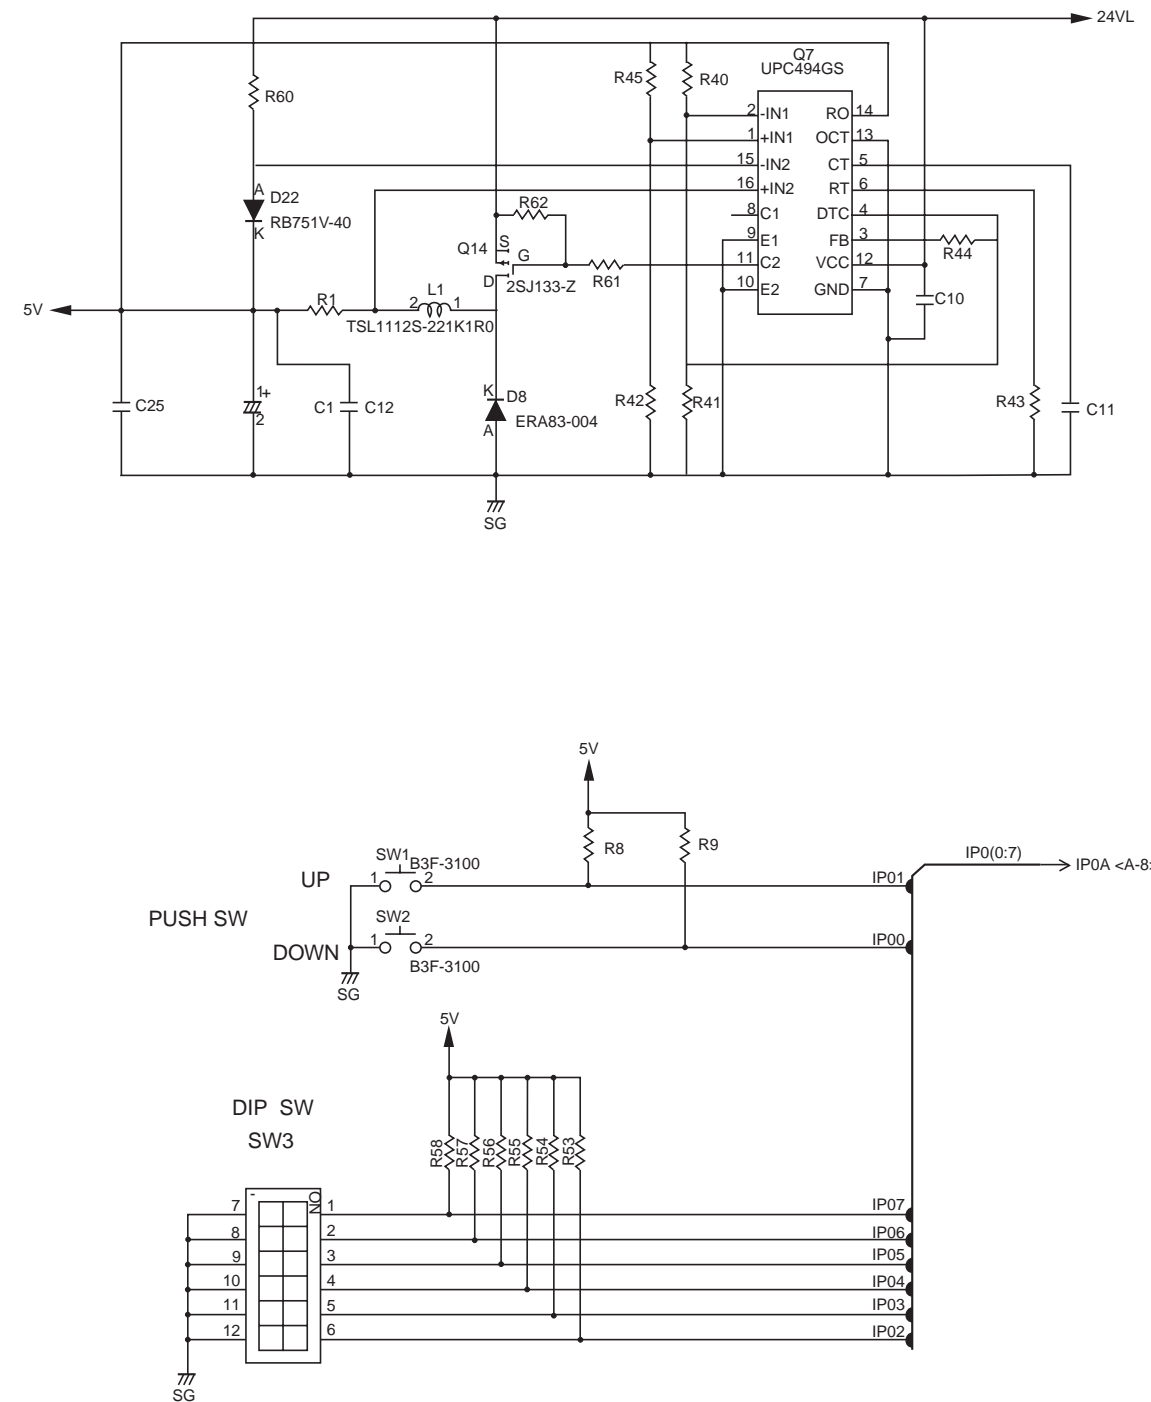 24VL
Q7
UPC494GS
R45
R40
R60
2 -IN1 RO 14
1 +IN1 OCT 13
15 -IN2 CT 5
16 +IN2 RT 6
8 C1 DTC 4
9 E1 FB 3
11 C2 VCC 12
10 E2 GND 7
A
D22
RB751V-40
K
R62
Q14
S
G
D
2SJ133-Z
R61
R44
C10
5V
R1
L1
2
1
TSL1112S-221K1R0
C25
1+
2
C1
C12
K
D8
A
ERA83-004
R42
R41
R43
C11
SG
5V
R8
R9
IP0(0:7)
IP0A <A-8
UP
SW1
B3F-3100
1
2
IP01
PUSH SW
DOWN
SW2
1
2
B3F-3100
IP00
SG
5V
DIP SW
SW3
R58
R57
R56
R55
R54
R53
-
ON
7 1 IP07
8 2 IP06
9 3 IP05
10 4 IP04
11 5 IP03
12 6 IP02
SG